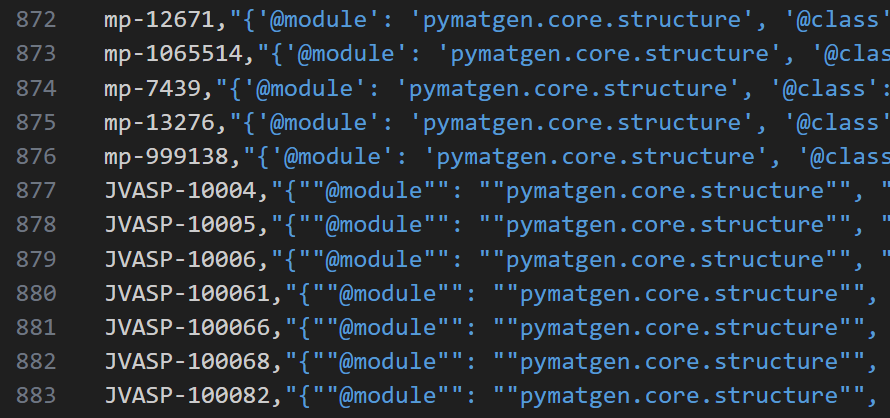 872 mp-12671,"{'@module': 'pymatgen.core.structure', '@class'
873 mp-1065514,"{'@module': 'pymatgen.core.structure', '@clas
874 mp-7439,"{'@module': 'pymatgen.core.structure', '@class':
875 mp-13276,"{'@module': 'pymatgen.core.structure', '@class'
876 mp-999138,"{'@module': 'pymatgen.core.structure', '@class
877 JVASP-10004,"{""@module"": ""pymatgen.core.structure"", "
878 JVASP-10005,"{""@module"": ""pymatgen.core.structure"", "
879 JVASP-10006,"{""@module"": ""pymatgen.core.structure"", "
880 JVASP-100061,"{""@module"": ""pymatgen.core.structure"",
881 JVASP-100066,"{""@module"": ""pymatgen.core.structure"",
882 JVASP-100068,"{""@module"": ""pymatgen.core.structure"",
883 JVASP-100082,"{""@module"": ""pymatgen.core.structure"",